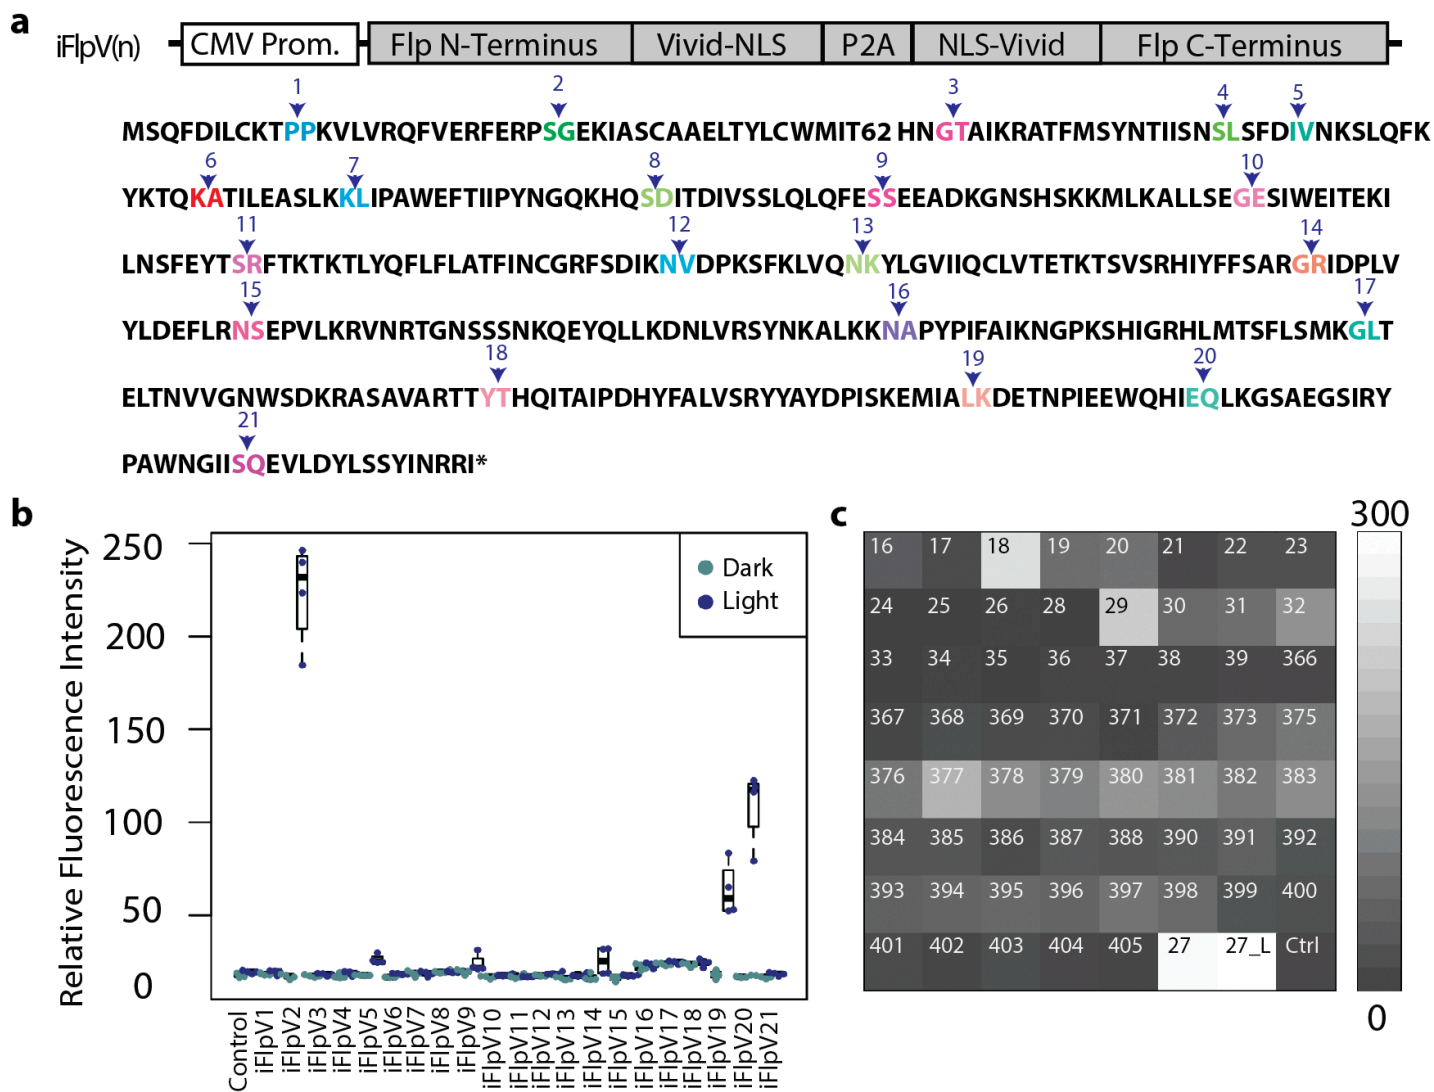 a
iFlpV(n) CMV Prom. Flp N-Terminus Vivid-NLS P2A NLS-Vivid Flp C-Terminus
1 2 3 4 5
MSQFDILCKTPPKVLVRQFVERFERPSGEKIASCAAELTYLCWMIT62 HNGTAIKRATFMSYNTIISNSLSFDIVNKSLQFK
6 7 8 9 10
YKTQKATILEASLKKLIPAWEFTIIPYNGQKHQSDITDIVSSLQLQFESSEEADKGNSHSKKMLKALLSEGESIWEITEKI
11 12 13 14
LNSFEYTSRFTKTKTLYQFLFLATFINCGRFSDIKNVDPKSFKLVQNKYLGVIIQCLVTETKTSVSRHIYFFSARGRIDPLV
15 16 17
YLDEFLRNSEPVLKRVNRTGNSSSNKQEYQLLKDNLVRSYNKALKKNAPYPIFAIKNGPKSHIGRHLMTSFLSMKGLT
18 19 20
ELTNVVGNWSDKRASAVARTTYTHQITAIPDHYFALVSRYYAYDPISKEMIALKDETNPIEEWQHIEQLKGSAEGSIRY
21
PAWNGIISQEVLDYLSSYINRRI*
b
Relative Fluorescence Intensity
250
200
150
100
50
0
Dark
Light
Control iFlpV1 iFlpV2 iFlpV3 iFlpV4 iFlpV5 iFlpV6 iFlpV7 iFlpV8 iFlpV9 iFlpV10 iFlpV11 iFlpV12 iFlpV13 iFlpV14 iFlpV15 iFlpV16 iFlpV17 iFlpV18 iFlpV19 iFlpV20 iFlpV21
c
300
16 17 18 19 20 21 22 23
24 25 26 28 29 30 31 32
33 34 35 36 37 38 39 366
367 368 369 370 371 372 373 375
376 377 378 379 380 381 382 383
384 385 386 387 388 390 391 392
393 394 395 396 397 398 399 400
401 402 403 404 405 27 27_L Ctrl
0